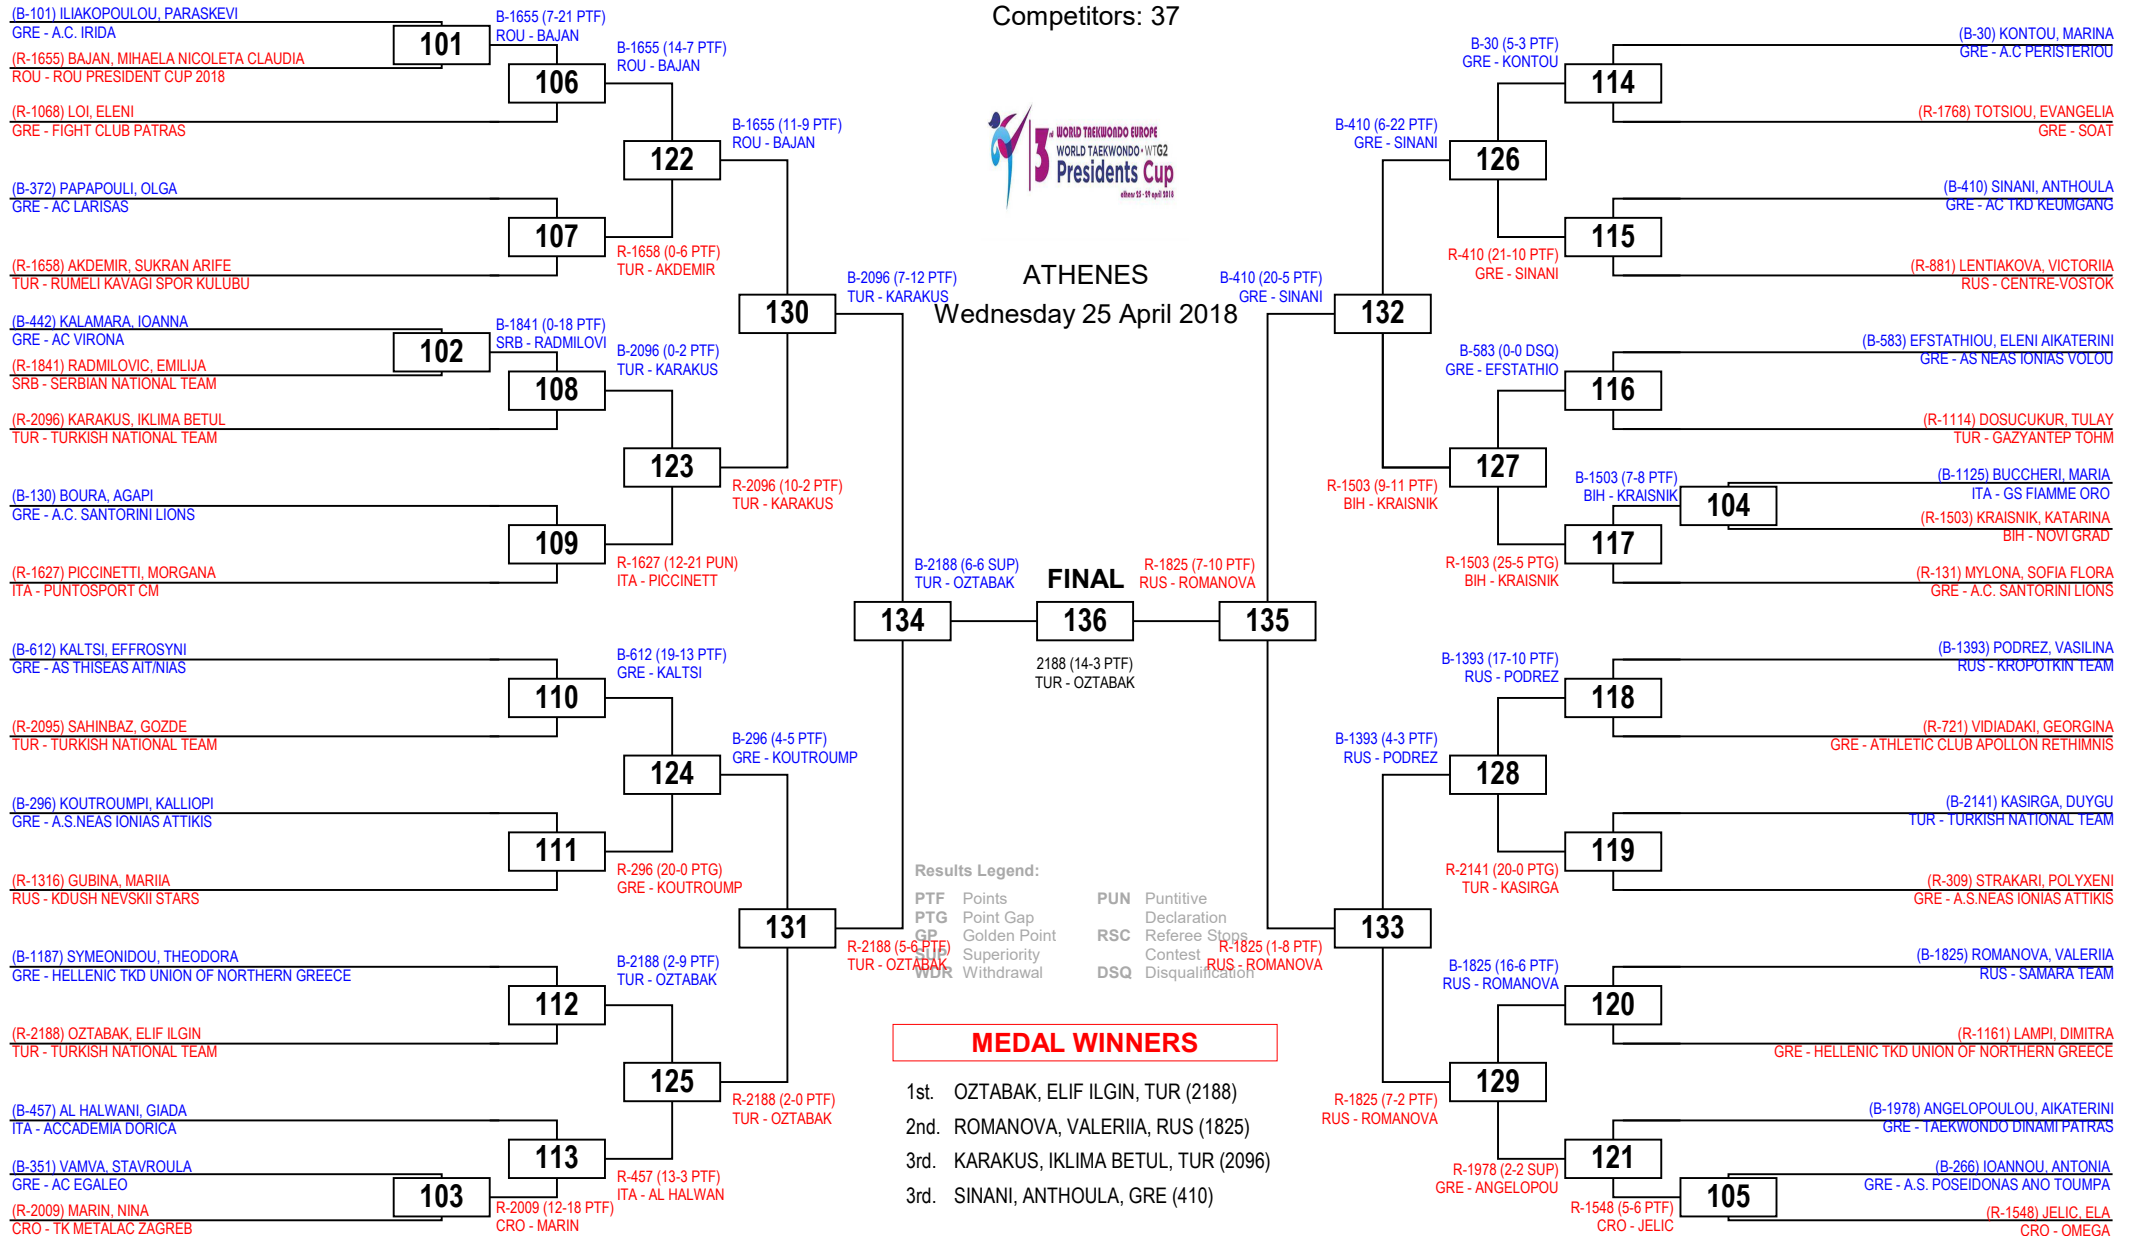 Competitors: 37
3rd WORLD TAEKWONDO EUROPE
WORLD TAEKWONDO • WTG2
Presidents Cup
athens 25 - 29 april 2018
ATHENES
Wednesday 25 April 2018
(B-101) ILIAKOPOULOU, PARASKEVI
GRE - A.C. IRIDA
(R-1655) BAJAN, MIHAELA NICOLETA CLAUDIA
ROU - ROU PRESIDENT CUP 2018
(R-1068) LOI, ELENI
GRE - FIGHT CLUB PATRAS
(B-372) PAPAPOULI, OLGA
GRE - AC LARISAS
(R-1658) AKDEMIR, SUKRAN ARIFE
TUR - RUMELI KAVAGI SPOR KULUBU
(B-442) KALAMARA, IOANNA
GRE - AC VIRONA
(R-1841) RADMILOVIC, EMILIJA
SRB - SERBIAN NATIONAL TEAM
(R-2096) KARAKUS, IKLIMA BETUL
TUR - TURKISH NATIONAL TEAM
(B-130) BOURA, AGAPI
GRE - A.C. SANTORINI LIONS
(R-1627) PICCINETTI, MORGANA
ITA - PUNTOSPORT CM
(B-612) KALTSI, EFFROSYNI
GRE - AS THISEAS AIT/NIAS
(R-2095) SAHINBAZ, GOZDE
TUR - TURKISH NATIONAL TEAM
(B-296) KOUTROUMPI, KALLIOPI
GRE - A.S.NEAS IONIAS ATTIKIS
(R-1316) GUBINA, MARIIA
RUS - KDUSH NEVSKII STARS
(B-1187) SYMEONIDOU, THEODORA
GRE - HELLENIC TKD UNION OF NORTHERN GREECE
(R-2188) OZTABAK, ELIF ILGIN
TUR - TURKISH NATIONAL TEAM
(B-457) AL HALWANI, GIADA
ITA - ACCADEMIA DORICA
(B-351) VAMVA, STAVROULA
GRE - AC EGALEO
(R-2009) MARIN, NINA
CRO - TK METALAC ZAGREB
101
102
103
B-1655 (7-21 PTF)
ROU - BAJAN
B-1841 (0-18 PTF)
SRB - RADMILOVI
R-2009 (12-18 PTF)
CRO - MARIN
106
107
108
109
110
111
112
113
B-1655 (14-7 PTF)
ROU - BAJAN
R-1658 (0-6 PTF)
TUR - AKDEMIR
B-2096 (0-2 PTF)
TUR - KARAKUS
R-1627 (12-21 PUN)
ITA - PICCINETT
B-612 (19-13 PTF)
GRE - KALTSI
R-296 (20-0 PTG)
GRE - KOUTROUMP
B-2188 (2-9 PTF)
TUR - OZTABAK
R-457 (13-3 PTF)
ITA - AL HALWAN
122
123
124
125
B-1655 (11-9 PTF)
ROU - BAJAN
R-2096 (10-2 PTF)
TUR - KARAKUS
B-296 (4-5 PTF)
GRE - KOUTROUMP
R-2188 (2-0 PTF)
TUR - OZTABAK
130
131
B-2096 (7-12 PTF)
TUR - KARAKUS
R-2188 (5-6 PTF)
TUR - OZTABAK
134
B-2188 (6-6 SUP)
TUR - OZTABAK
FINAL
136
2188 (14-3 PTF)
TUR - OZTABAK
R-1825 (7-10 PTF)
RUS - ROMANOVA
135
B-410 (20-5 PTF)
GRE - SINANI
R-1825 (1-8 PTF)
RUS - ROMANOVA
132
133
B-410 (6-22 PTF)
GRE - SINANI
R-1503 (9-11 PTF)
BIH - KRAISNIK
B-1393 (4-3 PTF)
RUS - PODREZ
R-1825 (7-2 PTF)
RUS - ROMANOVA
126
127
128
129
B-30 (5-3 PTF)
GRE - KONTOU
R-410 (21-10 PTF)
GRE - SINANI
B-583 (0-0 DSQ)
GRE - EFSTATHIO
R-1503 (25-5 PTG)
BIH - KRAISNIK
B-1393 (17-10 PTF)
RUS - PODREZ
R-2141 (20-0 PTG)
TUR - KASIRGA
B-1825 (16-6 PTF)
RUS - ROMANOVA
R-1978 (2-2 SUP)
GRE - ANGELOPOU
114
115
116
117
118
119
120
121
B-1503 (7-8 PTF)
BIH - KRAISNIK
R-1548 (5-6 PTF)
CRO - JELIC
104
105
(B-30) KONTOU, MARINA
GRE - A.C PERISTERIOU
(R-1768) TOTSIOU, EVANGELIA
GRE - SOAT
(B-410) SINANI, ANTHOULA
GRE - AC TKD KEUMGANG
(R-881) LENTIAKOVA, VICTORIIA
RUS - CENTRE-VOSTOK
(B-583) EFSTATHIOU, ELENI AIKATERINI
GRE - AS NEAS IONIAS VOLOU
(R-1114) DOSUCUKUR, TULAY
TUR - GAZYANTEP TOHM
(B-1125) BUCCHERI, MARIA
ITA - GS FIAMME ORO
(R-1503) KRAISNIK, KATARINA
BIH - NOVI GRAD
(R-131) MYLONA, SOFIA FLORA
GRE - A.C. SANTORINI LIONS
(B-1393) PODREZ, VASILINA
RUS - KROPOTKIN TEAM
(R-721) VIDIADAKI, GEORGINA
GRE - ATHLETIC CLUB APOLLON RETHIMNIS
(B-2141) KASIRGA, DUYGU
TUR - TURKISH NATIONAL TEAM
(R-309) STRAKARI, POLYXENI
GRE - A.S.NEAS IONIAS ATTIKIS
(B-1825) ROMANOVA, VALERIIA
RUS - SAMARA TEAM
(R-1161) LAMPI, DIMITRA
GRE - HELLENIC TKD UNION OF NORTHERN GREECE
(B-1978) ANGELOPOULOU, AIKATERINI
GRE - TAEKWONDO DINAMI PATRAS
(B-266) IOANNOU, ANTONIA
GRE - A.S. POSEIDONAS ANO TOUMPA
(R-1548) JELIC, ELA
CRO - OMEGA
Results Legend:
PTF Points PUN Puntitive
PTG Point Gap Declaration
GP Golden Point RSC Referee Stops
SUP Superiority Contest
WDR Withdrawal DSQ Disqualification
MEDAL WINNERS
1st. OZTABAK, ELIF ILGIN, TUR (2188)
2nd. ROMANOVA, VALERIIA, RUS (1825)
3rd. KARAKUS, IKLIMA BETUL, TUR (2096)
3rd. SINANI, ANTHOULA, GRE (410)